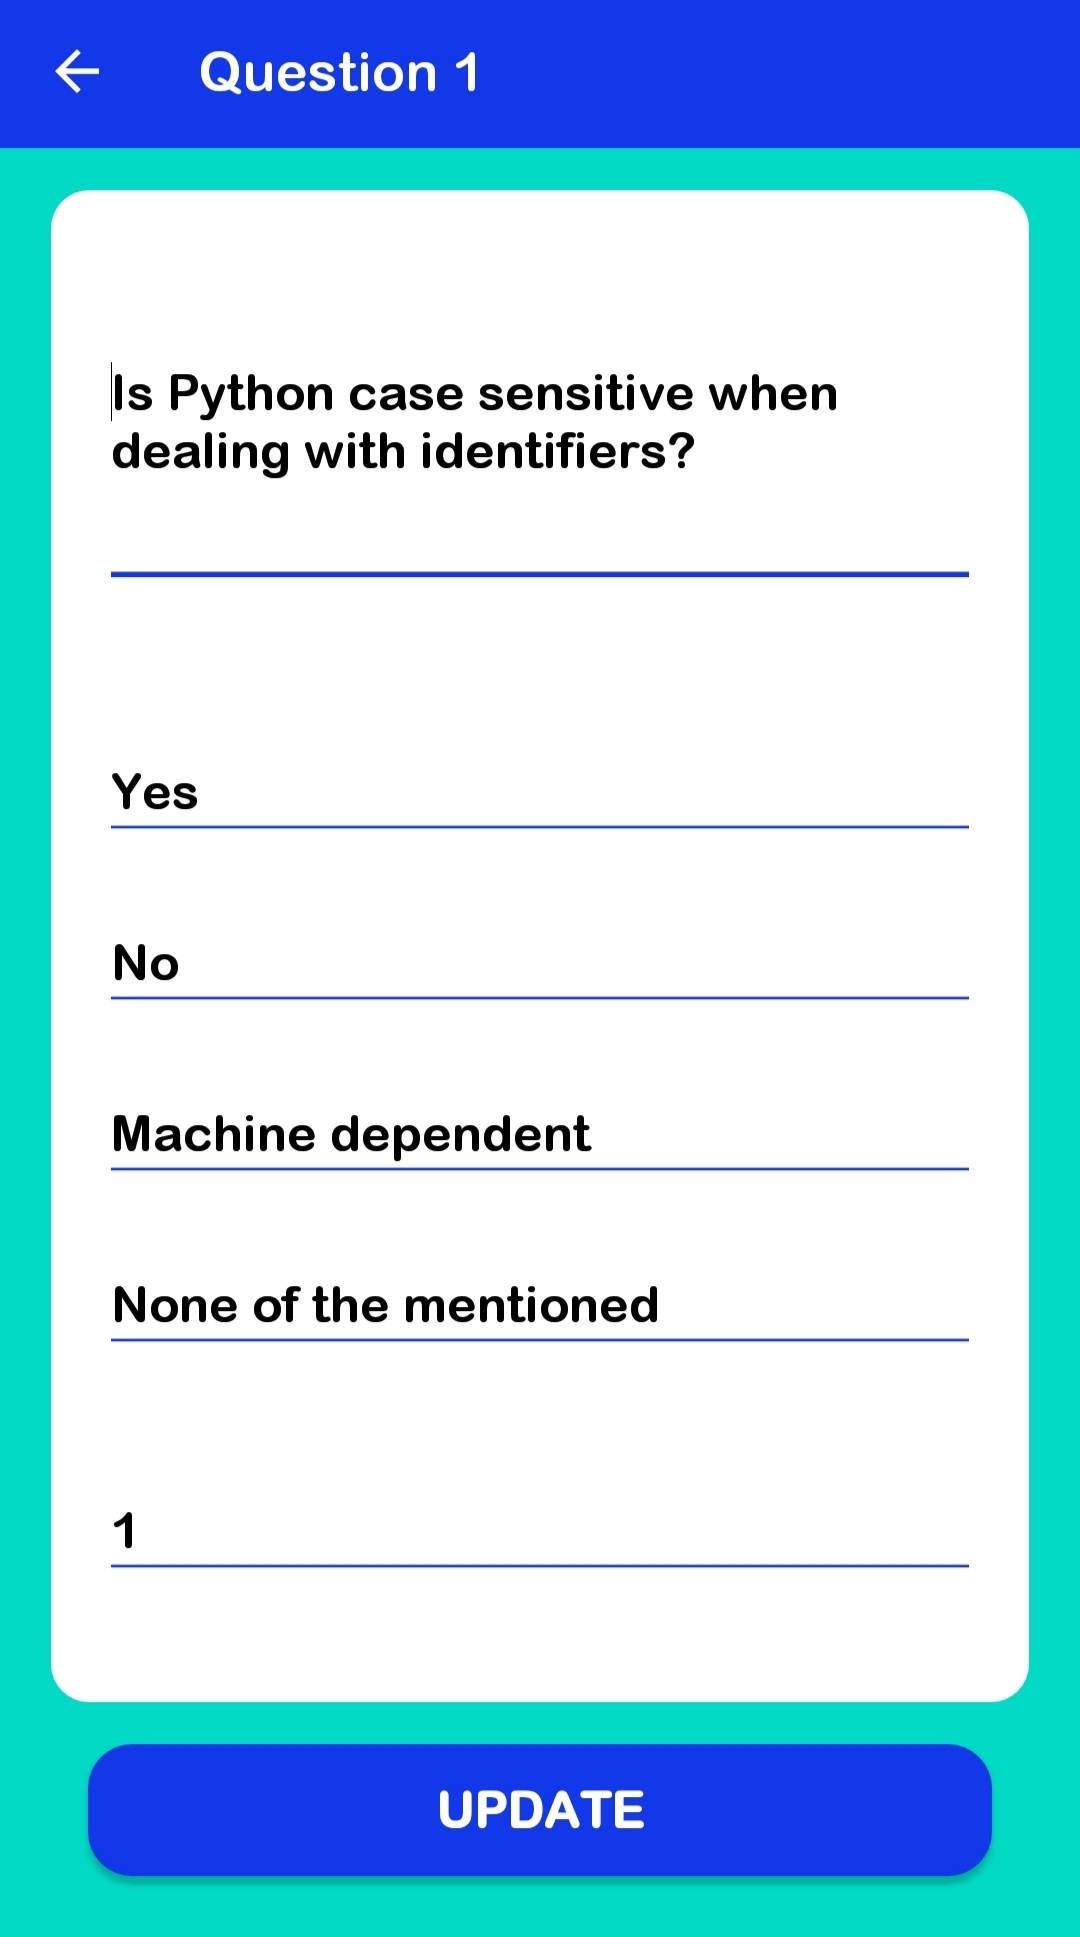 Question 1
Is Python case sensitive when
dealing with identifiers?
Yes
No
Machine dependent
None of the mentioned
1
UPDATE